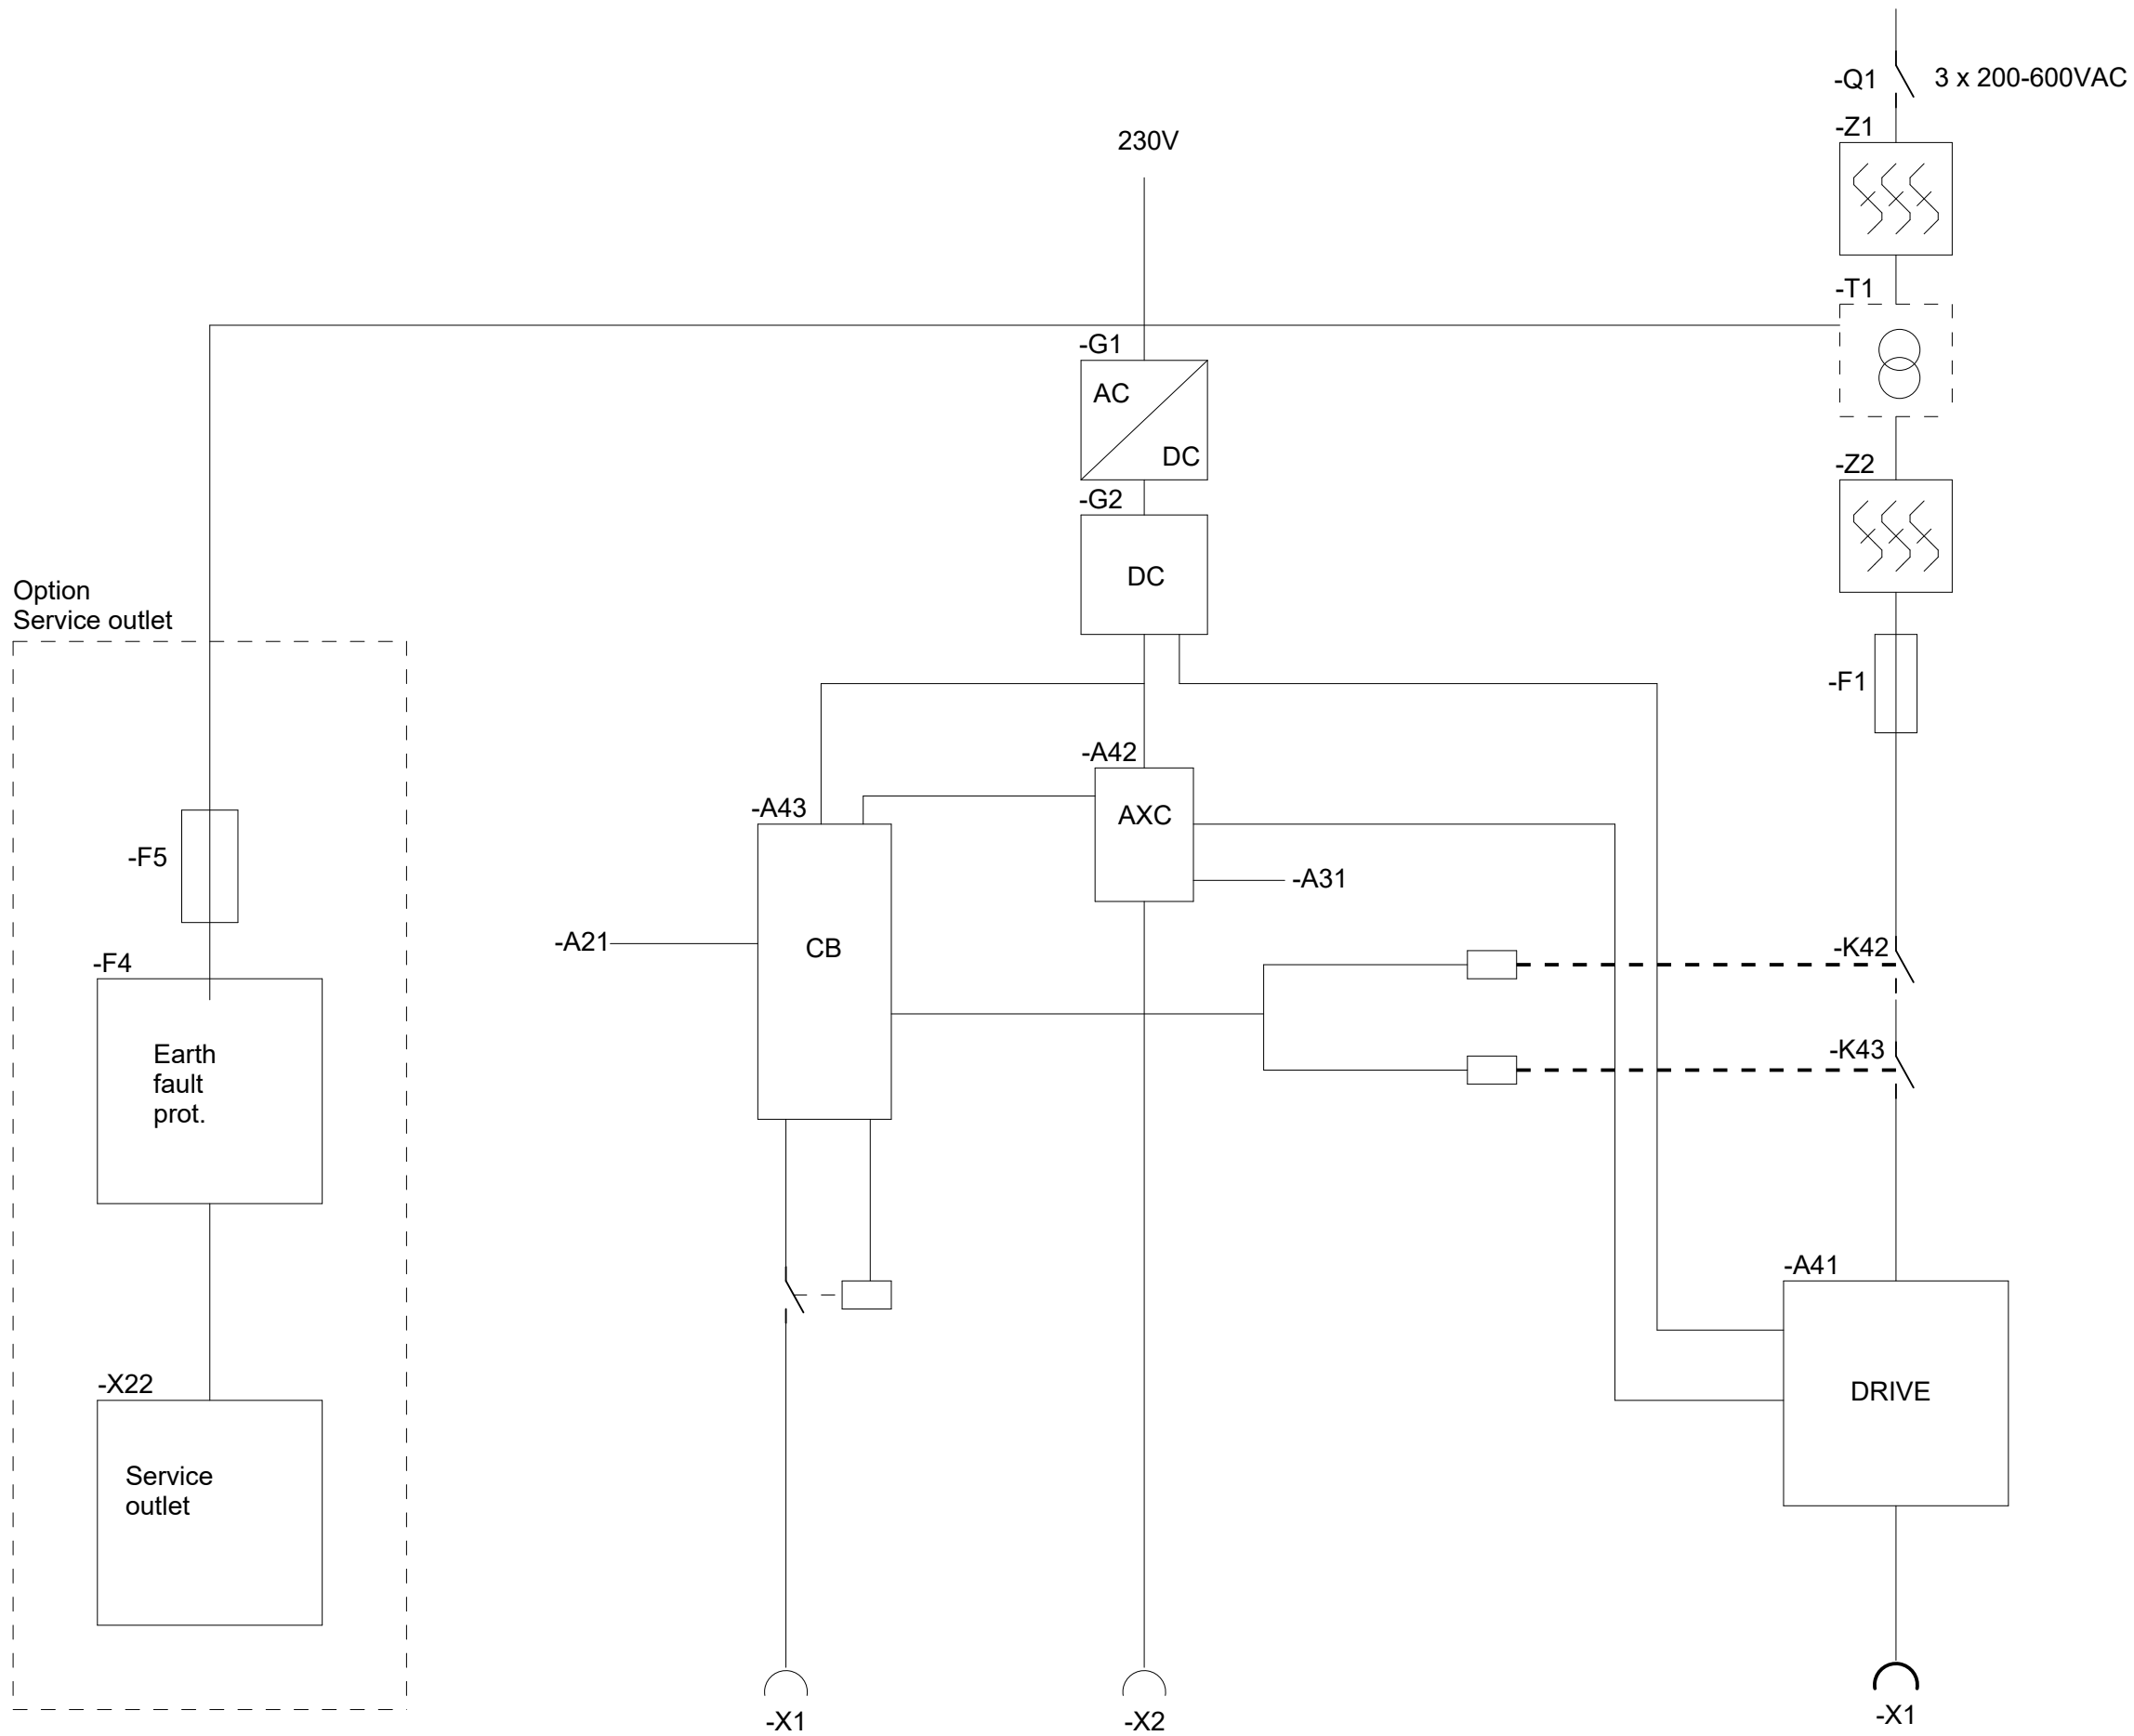 -Q1
3 x 200-600VAC
-Z1
230V
-T1
-G1
AC
DC
-Z2
-G2
DC
Option
Service outlet
-F1
-A42
AXC
-A43
-F5
-A31
-A21
CB
-K42
-F4
Earth
fault
prot.
-K43
-A41
DRIVE
-X22
Service
outlet
-X1
-X2
-X1